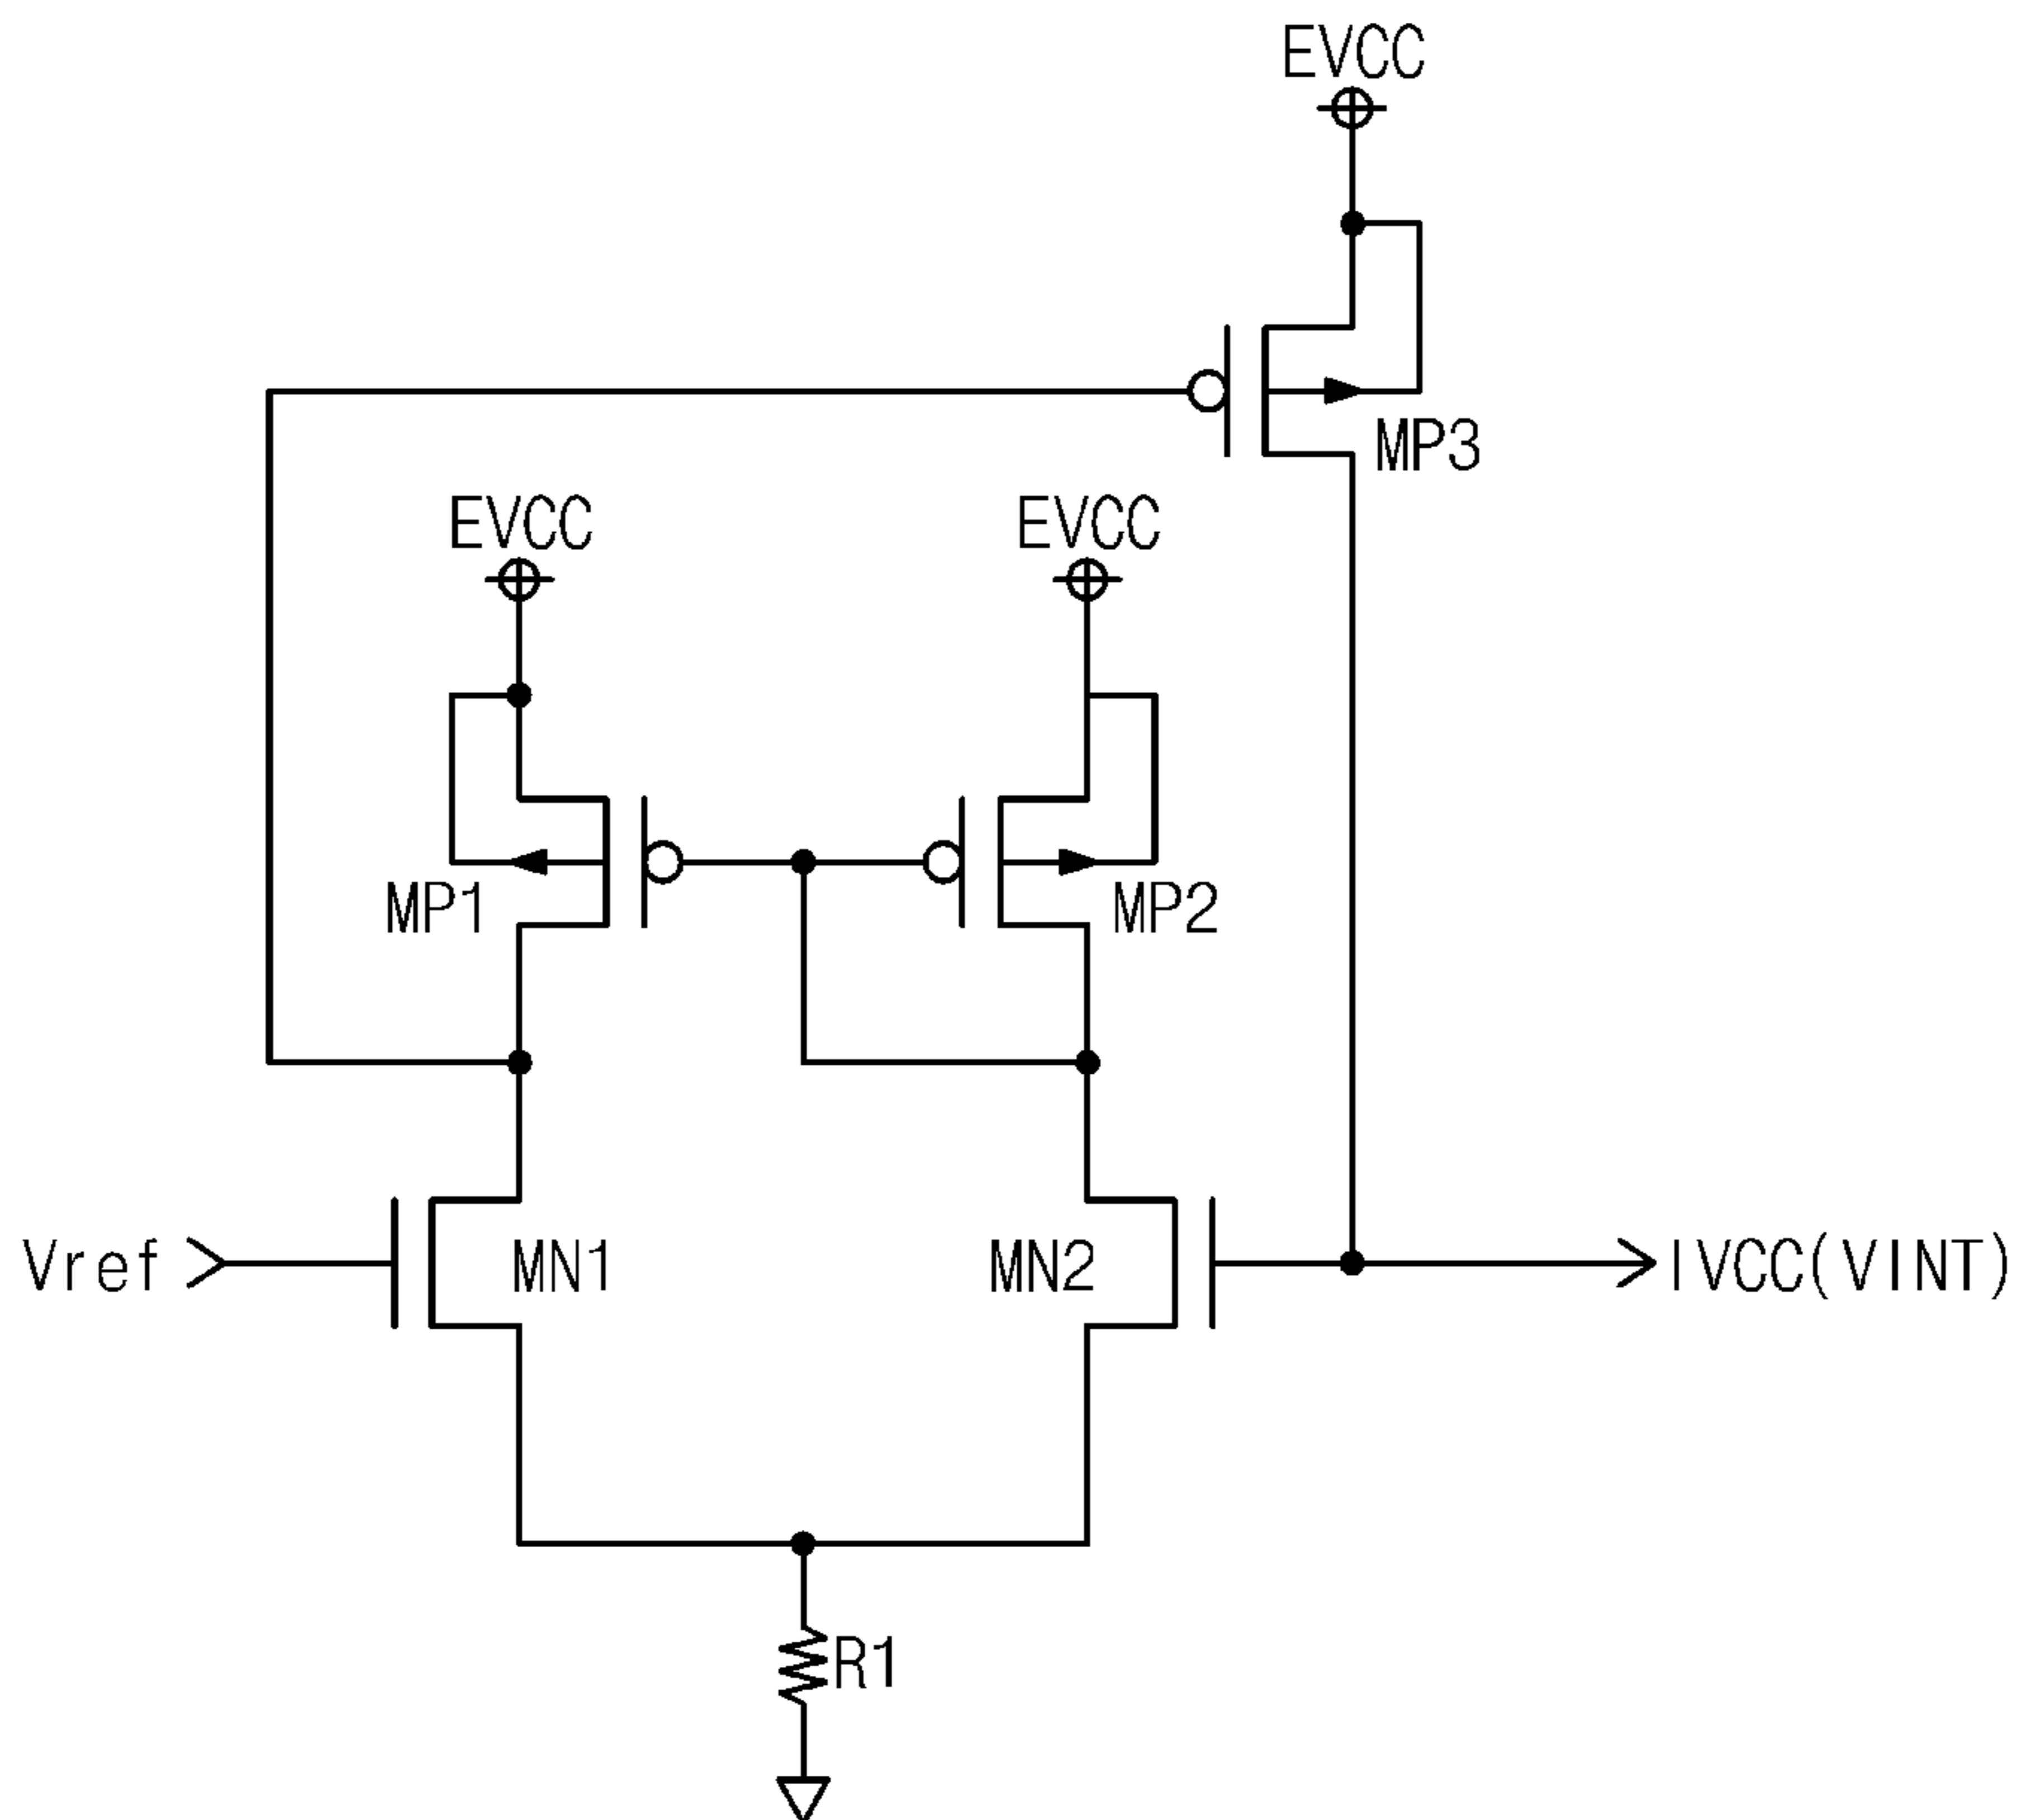 EVCC
MP3
EVCC
EVCC
MP1
MP2
Vref
MN1
MN2
IVCC(VINT)
R1